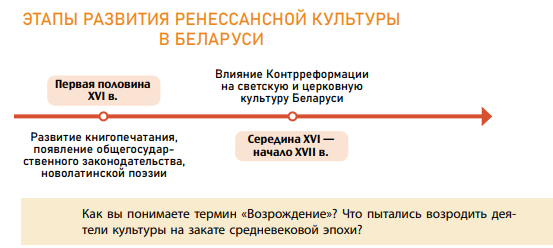 ЭТАПЫ РАЗВИТИЯ РЕНЕССАНСНОЙ КУЛЬТУРЫ
В БЕЛАРУСИ
Первая половина
XVI в.
Развитие книгопечатания,
появление общегосудар-
ственного законодательства,
новолатинской поэзии
Влияние Контрреформации
на светскую и церковную
культуру Беларуси
Середина XVI —
начало XVII в.
Как вы понимаете термин «Возрождение»? Что пытались возродить дея-
тели культуры на закате средневековой эпохи?